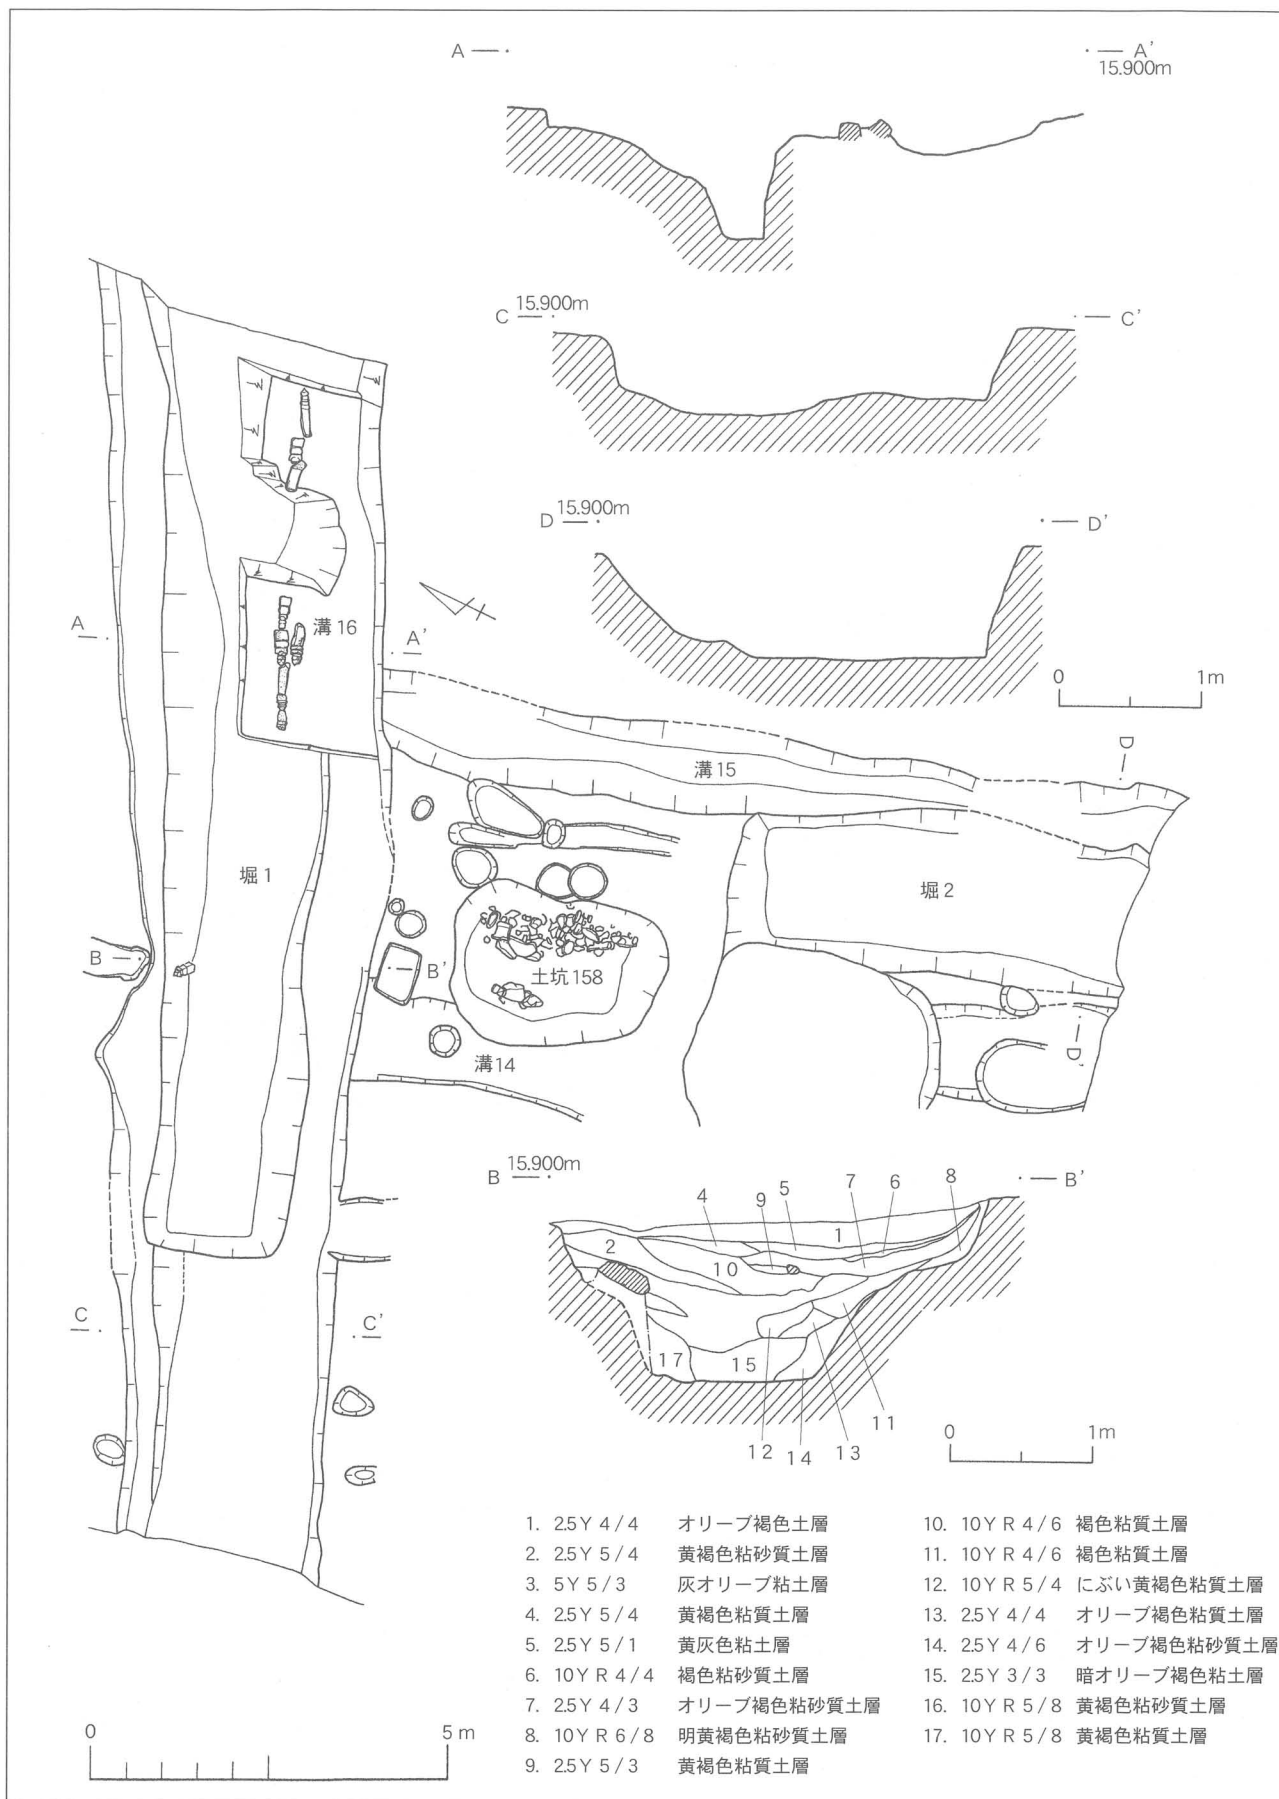 A
A'
15.900m
C 15.900m
C'
D 15.900m
D'
0 1m
溝16
A
A'
溝15
D
堀1
堀2
B
B'
土坑158
溝14
D'
B 15.900m
B'
4
9
5
7
6
8
1
2
10
17
15
11
12
14
13
0 1m
C
C'
1. 2.5Y 4/4 オリーブ褐色土層
2. 2.5Y 5/4 黄褐色粘砂質土層
3. 5Y 5/3 灰オリーブ粘土層
4. 2.5Y 5/4 黄褐色粘質土層
5. 2.5Y 5/1 黄灰色粘土層
6. 10YR 4/4 褐色粘砂質土層
7. 2.5Y 4/3 オリーブ褐色粘砂質土層
8. 10YR 6/8 明黄褐色粘砂質土層
9. 2.5Y 5/3 黄褐色粘質土層
10. 10YR 4/6 褐色粘質土層
11. 10YR 4/6 褐色粘質土層
12. 10YR 5/4 にぶい黄褐色粘質土層
13. 2.5Y 4/4 オリーブ褐色粘質土層
14. 2.5Y 4/6 オリーブ褐色粘砂質土層
15. 2.5Y 3/3 暗オリーブ褐色粘土層
16. 10YR 5/8 黄褐色粘砂質土層
17. 10YR 5/8 黄褐色粘質土層
0 5m